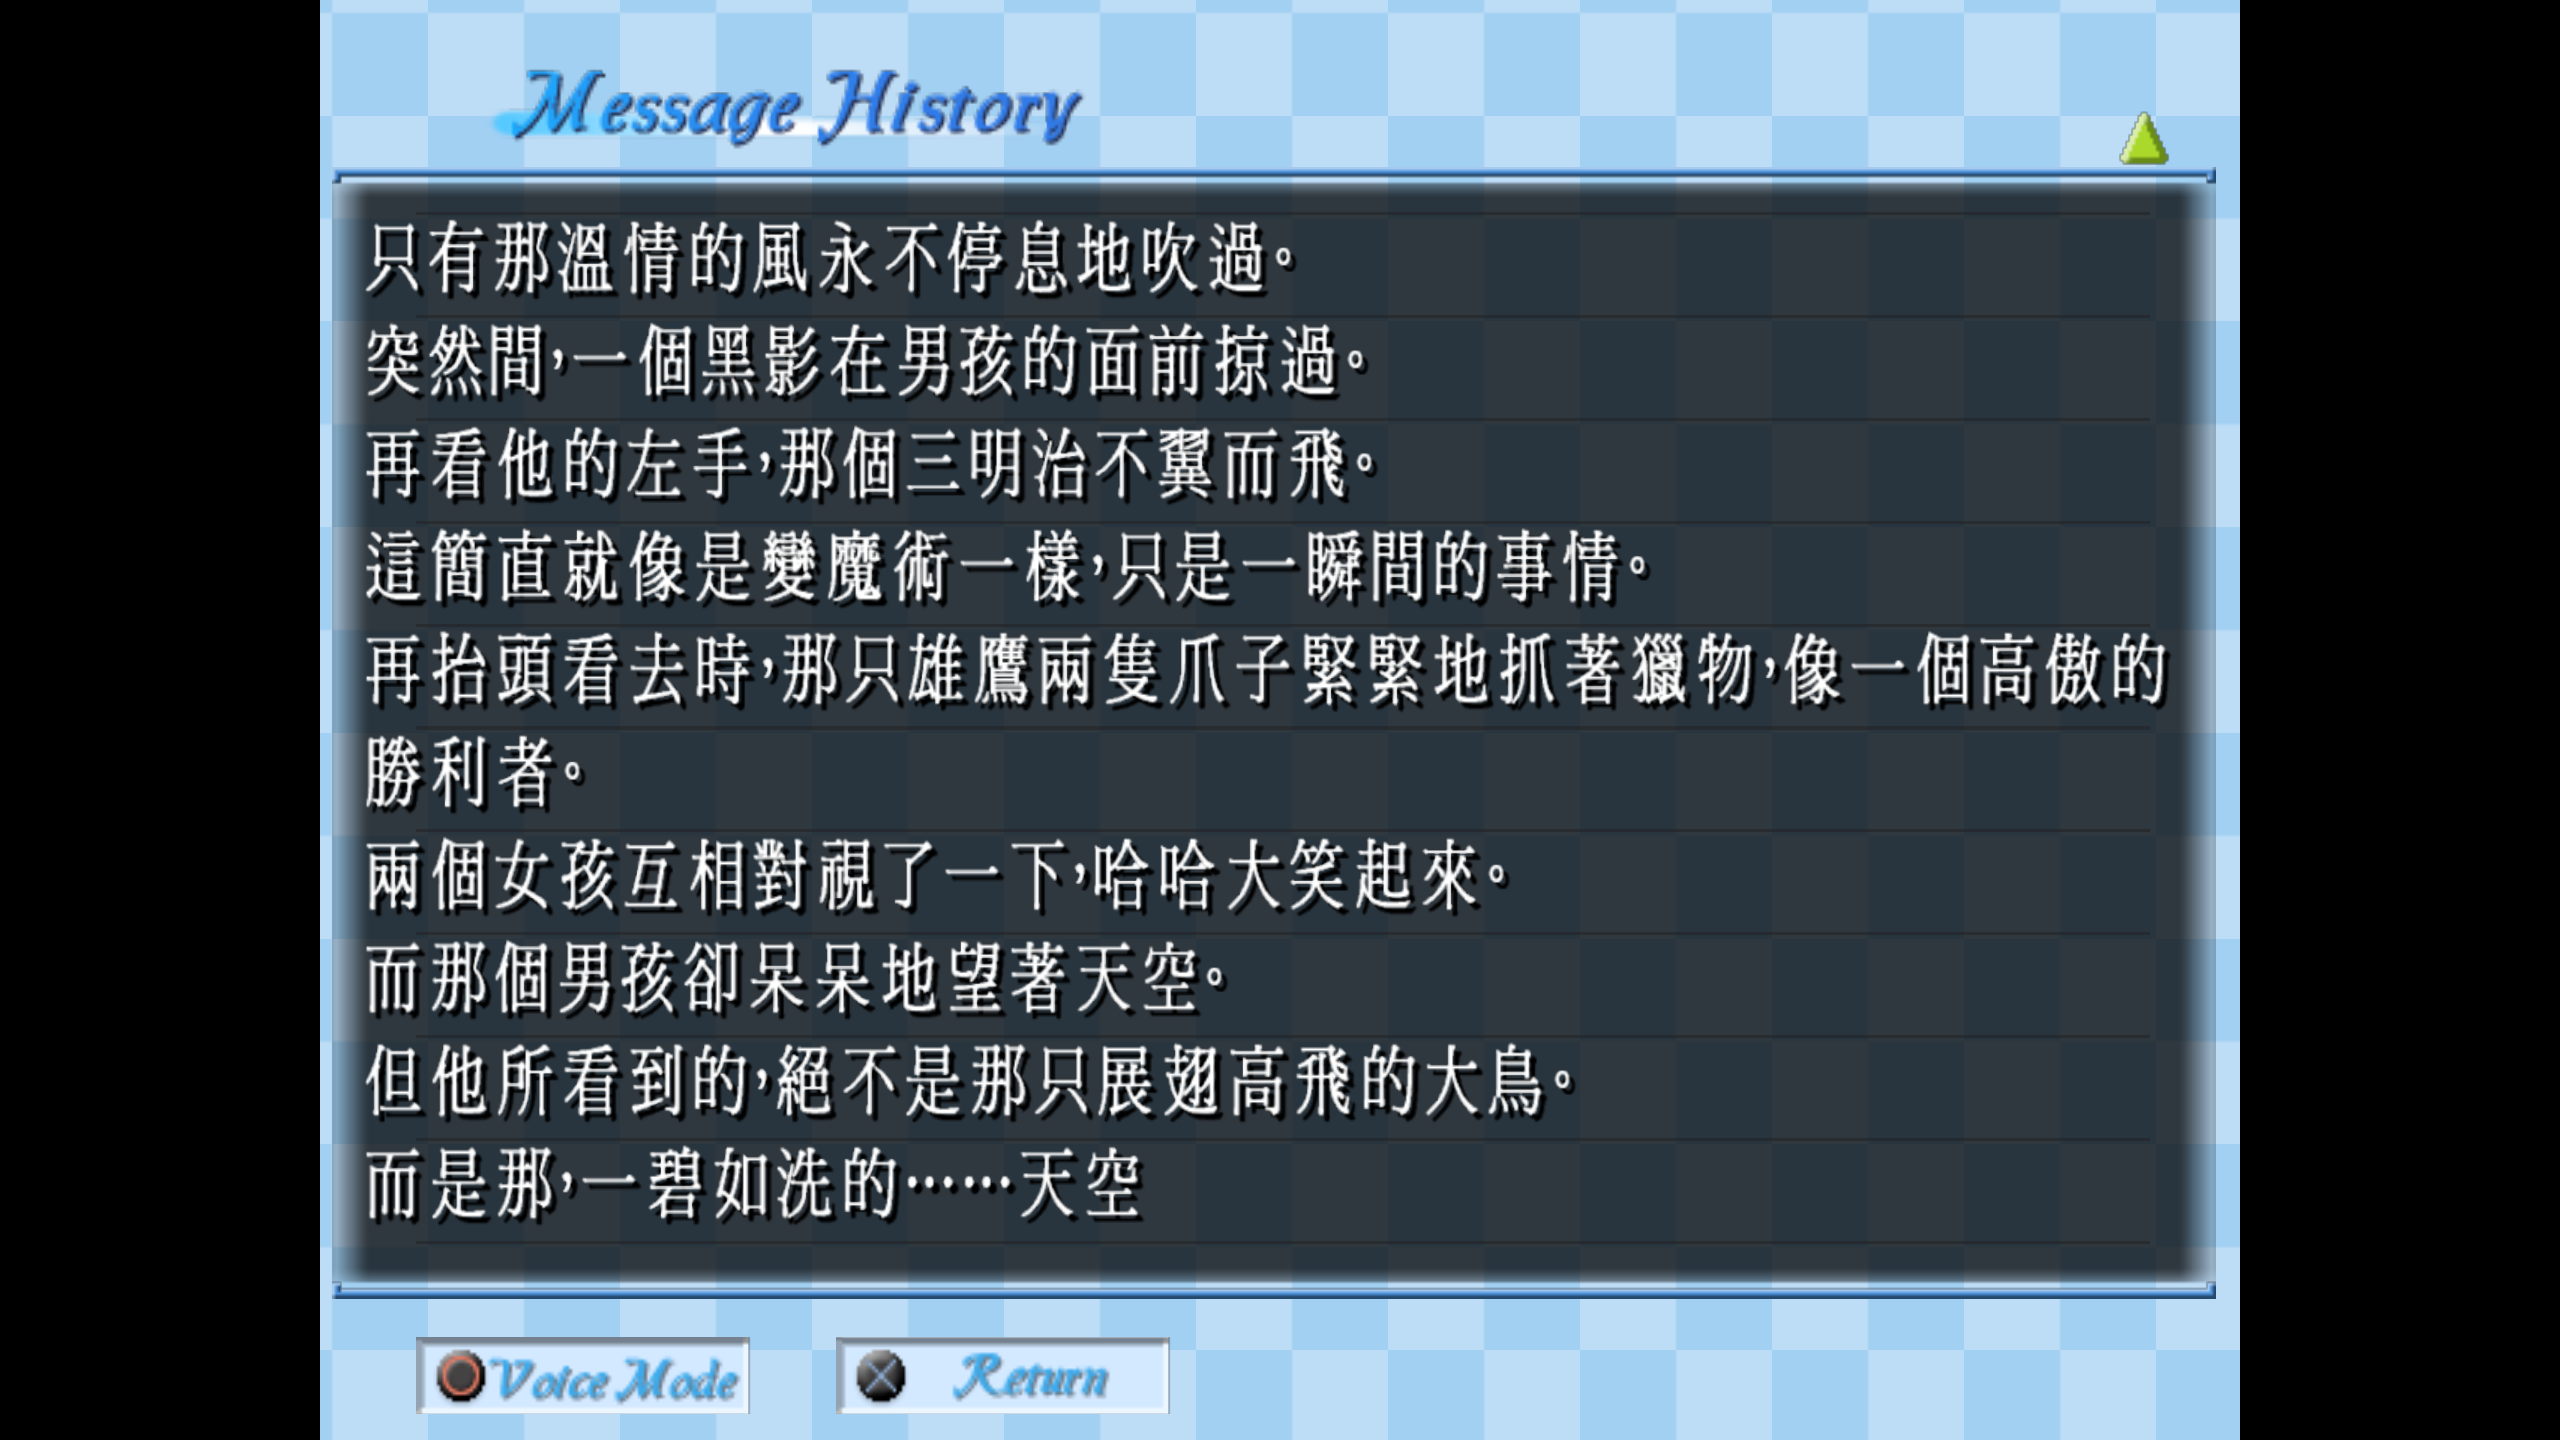 Message History
只有那溫情的風永不停息地吹過。
突然間，一個黑影在男孩的面前掠過。
再看他的左手，那個三明治不翼而飛。
這簡直就像是變魔術一樣，只是一瞬間的事情。
再抬頭看去時，那只雄鷹兩隻爪子緊緊地抓著獵物，像一個高傲的
勝利者。
兩個女孩互相對視了一下，哈哈大笑起來。
而那個男孩卻呆呆地望著天空。
但他所看到的，絕不是那只展翅高飛的大鳥。
而是那，一碧如洗的……天空
Voice Mode
Return